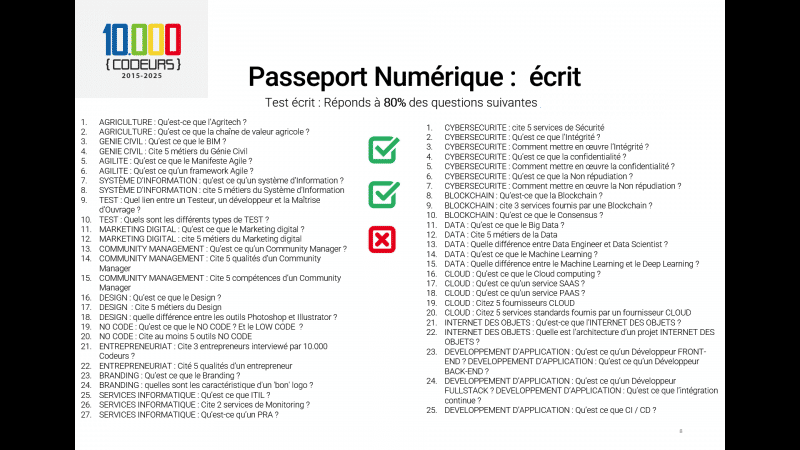 10.000
{ CODEURS }
2015-2025
Passeport Numérique : écrit
Test écrit : Réponds à 80% des questions suivantes
1. AGRICULTURE : Qu'est-ce que l'Agritech ?
2. AGRICULTURE : Qu'est ce que la chaîne de valeur agricole ?
3. GENIE CIVIL : Qu'est ce que le BIM ?
4. GENIE CIVIL : Cite 5 métiers du Génie Civil
5. AGILITE : Qu'est ce que le Manifeste Agile ?
6. AGILITE : Qu'est ce qu'un framework Agile ?
7. SYSTÈME D'INFORMATION : qu'est ce qu'un système d'Information ?
8. SYSTÈME D'INFORMATION : cite 5 métiers du Système d'Information
9. TEST : Quel lien entre un Testeur, un développeur et la Maîtrise
d'Ouvrage ?
10. TEST : Quels sont les différents types de TEST ?
11. MARKETING DIGITAL : Qu'est ce que le Marketing digital ?
12. MARKETING DIGITAL : cite 5 métiers du Marketing digital
13. COMMUNITY MANAGEMENT : Qu'est ce qu'un Community Manager ?
14. COMMUNITY MANAGEMENT : Cite 5 qualités d'un Community
Manager
15. COMMUNITY MANAGEMENT : Cite 5 compétences d'un Community
Manager
16. DESIGN : Qu'est ce que le Design ?
17. DESIGN : Cite 5 métiers du Design
18. DESIGN : quelle différence entre les outils Photoshop et Illustrator ?
19. NO CODE : Qu'est ce que le NO CODE ? Et le LOW CODE ?
20. NO CODE : Cite au moins 5 outils NO CODE
21. ENTREPRENEURIAT : Cite 3 entrepreneurs interviewé par 10.000
Codeurs ?
22. ENTREPRENEURIAT : Cité 5 qualités d'un entrepreneur
23. BRANDING : Qu'est ce que le Branding ?
24. BRANDING : quelles sont les caractéristique d'un 'bon' logo ?
25. SERVICES INFORMATIQUE : Qu'est ce que ITIL ?
26. SERVICES INFORMATIQUE : Cite 2 services de Monitoring ?
27. SERVICES INFORMATIQUE : Qu'est-ce qu'un PRA ?
1. CYBERSECURITE : cite 5 services de Sécurité
2. CYBERSECURITE : Qu'est ce que l'Intégrité ?
3. CYBERSECURITE : Comment mettre en œuvre l'Intégrité ?
4. CYBERSECURITE : Qu'est ce que la confidentialité ?
5. CYBERSECURITE : Comment mettre en œuvre la confidentialité ?
6. CYBERSECURITE : Qu'est ce que la Non répudiation ?
7. CYBERSECURITE : Comment mettre en œuvre la Non répudiation ?
8. BLOCKCHAIN : Qu'est-ce que la Blockchain ?
9. BLOCKCHAIN : cite 3 services fournis par une Blockchain ?
10. BLOCKCHAIN : Qu'est ce que le Consensus ?
11. DATA : Qu'est ce que le Big Data ?
12. DATA : Cite 5 métiers de la Data
13. DATA : Quelle différence entre Data Engineer et Data Scientist ?
14. DATA : Qu'est ce que le Machine Learning ?
15. DATA : Quelle différence entre le Machine Learning et le Deep Learning ?
16. CLOUD : Qu'est ce que le Cloud computing ?
17. CLOUD : Qu'est ce qu'un service SAAS ?
18. CLOUD : Qu'est ce qu'un service PAAS ?
19. CLOUD : Citez 5 fournisseurs CLOUD
20. CLOUD : Citez 5 services standards fournis par un fournisseur CLOUD
21. INTERNET DES OBJETS : Qu'est-ce que l'INTERNET DES OBJETS ?
22. INTERNET DES OBJETS : Quelle est l'architecture d'un projet INTERNET DES
OBJETS ?
23. DEVELOPPEMENT D'APPLICATION : Qu'est ce qu'un Développeur FRONT-
END ? DEVELOPPEMENT D'APPLICATION : Qu'est ce qu'un Développeur
BACK-END ?
24. DEVELOPPEMENT D'APPLICATION : Qu'est ce qu'un Développeur
FULLSTACK ? DEVELOPPEMENT D'APPLICATION : Qu'est ce que l'intégration
continue ?
25. DEVELOPPEMENT D'APPLICATION : Qu'est ce que CI / CD ?
8